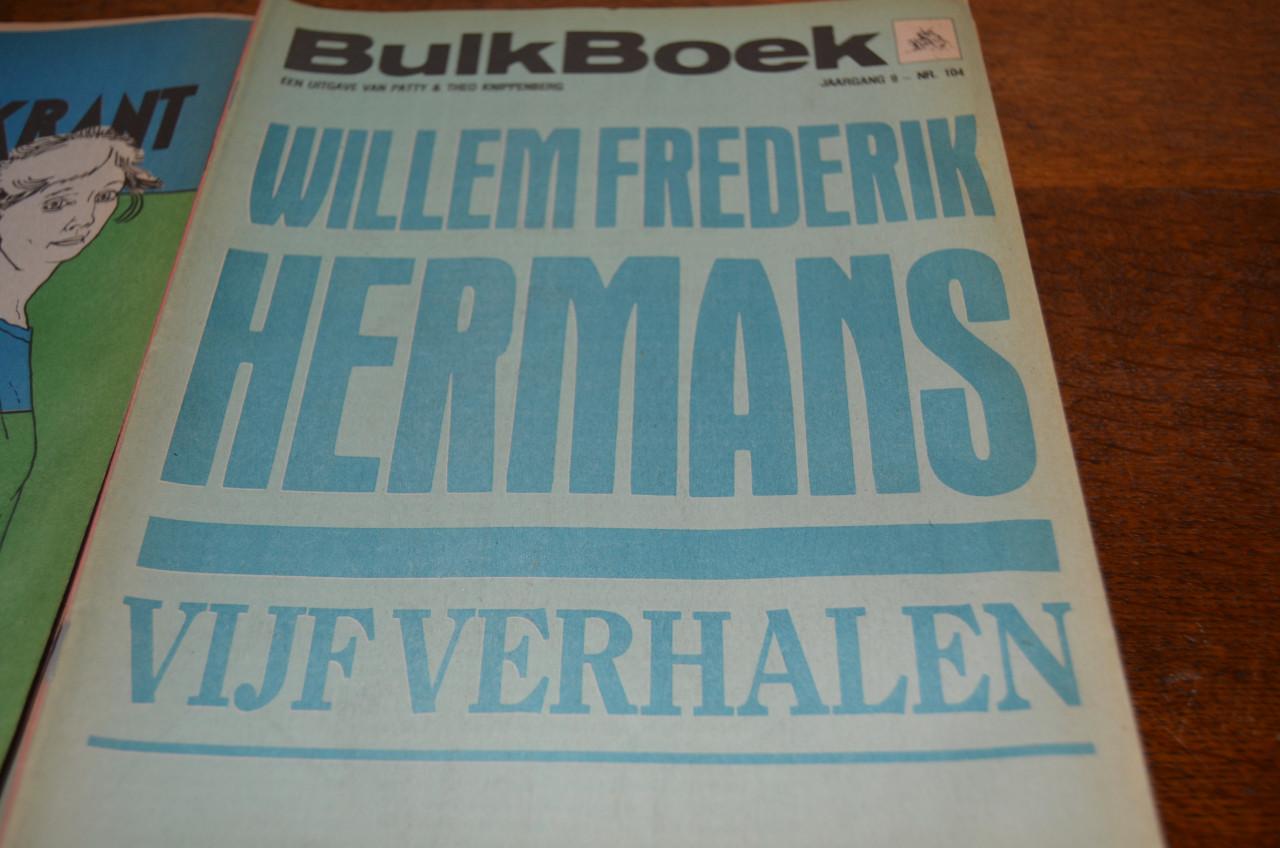 KRANT
BulkBoek
EEN UITGAVE VAN PATTY & THEO KNIPPENBERG
JAARGANG 9 – NR. 104
WILLEM FREDERIK
HERMANS
VIJF VERHALEN